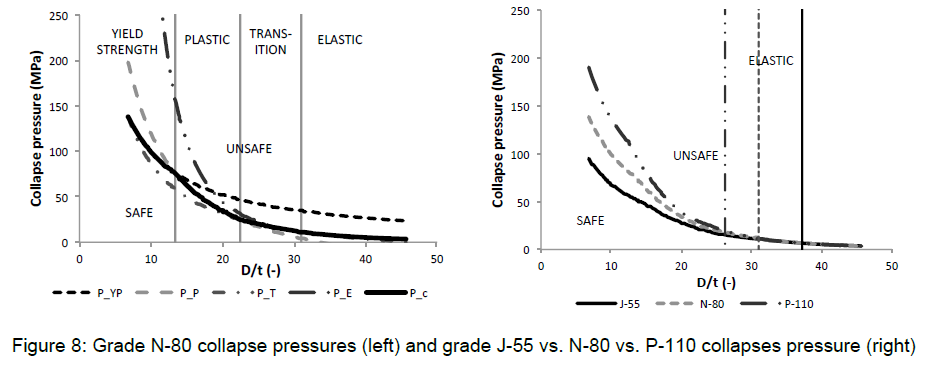 250
200
150
100
50
0
Collapse pressure (MPa)
YIELD STRENGTH
PLASTIC
TRANS-ITION
ELASTIC
UNSAFE
SAFE
0 10 20 30 40 50
D/t (-)
P_YP P_P P_T P_E P_c
250
200
150
100
50
0
Collapse pressure (MPa)
ELASTIC
UNSAFE
SAFE
0 10 20 30 40 50
D/t (-)
J-55 N-80 P-110
Figure 8: Grade N-80 collapse pressures (left) and grade J-55 vs. N-80 vs. P-110 collapses pressure (right)